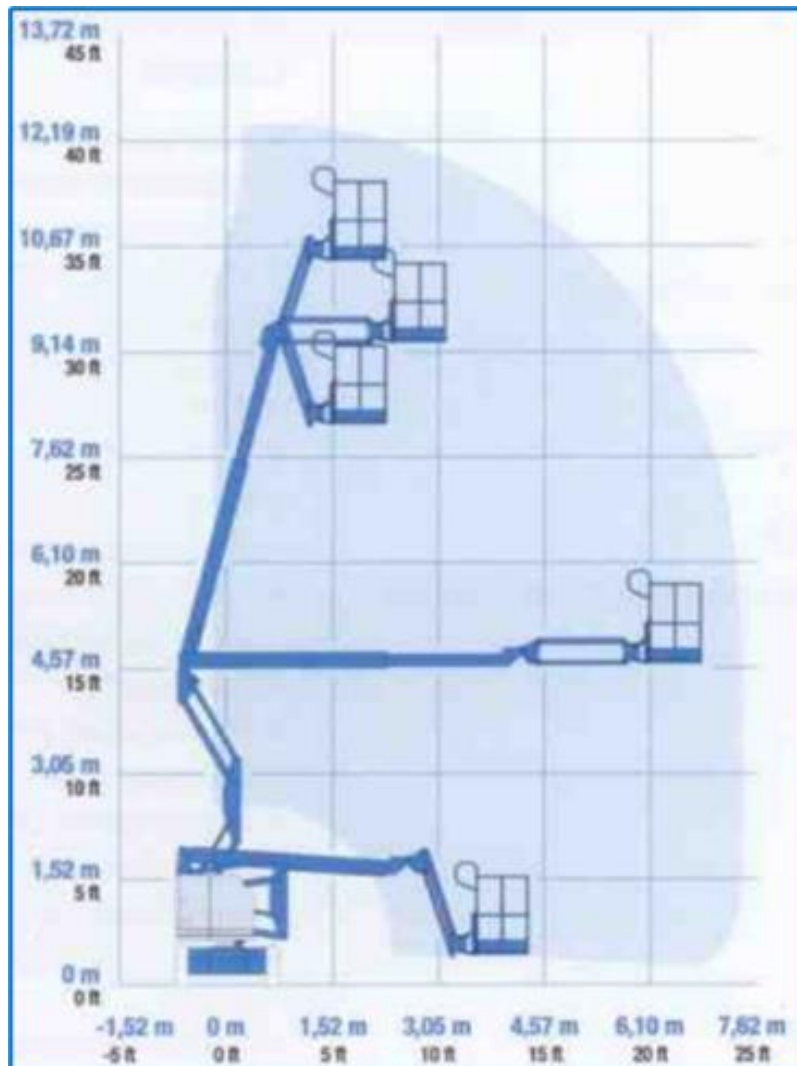 13,72 m
45 ft
12,19 m
40 ft
10,67 m
35 ft
9,14 m
30 ft
7,62 m
25 ft
6,10 m
20 ft
4,57 m
15 ft
3,05 m
10 ft
1,52 m
5 ft
0 m
0 ft
-1,52 m 0 m 1,52 m 3,05 m 4,57 m 6,10 m 7,62 m
-5 ft 0 ft 5 ft 10 ft 15 ft 20 ft 25 ft